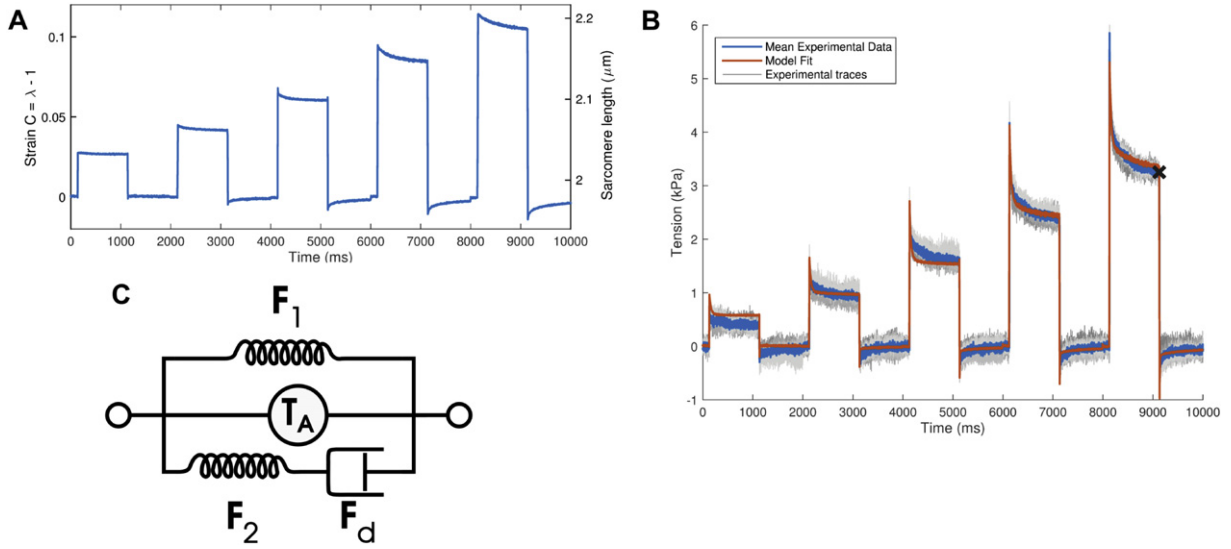 A
Strain C = λ - 1
0.1
0.05
0
2.2
2.1
2
Sarcomere length (μm)
0 1000 2000 3000 4000 5000 6000 7000 8000 9000 10000
Time (ms)
B
Mean Experimental Data
Model Fit
Experimental traces
Tension (kPa)
6
5
4
3
2
1
0
-1
0 1000 2000 3000 4000 5000 6000 7000 8000 9000 10000
Time (ms)
C
F1
TA
F2 Fd